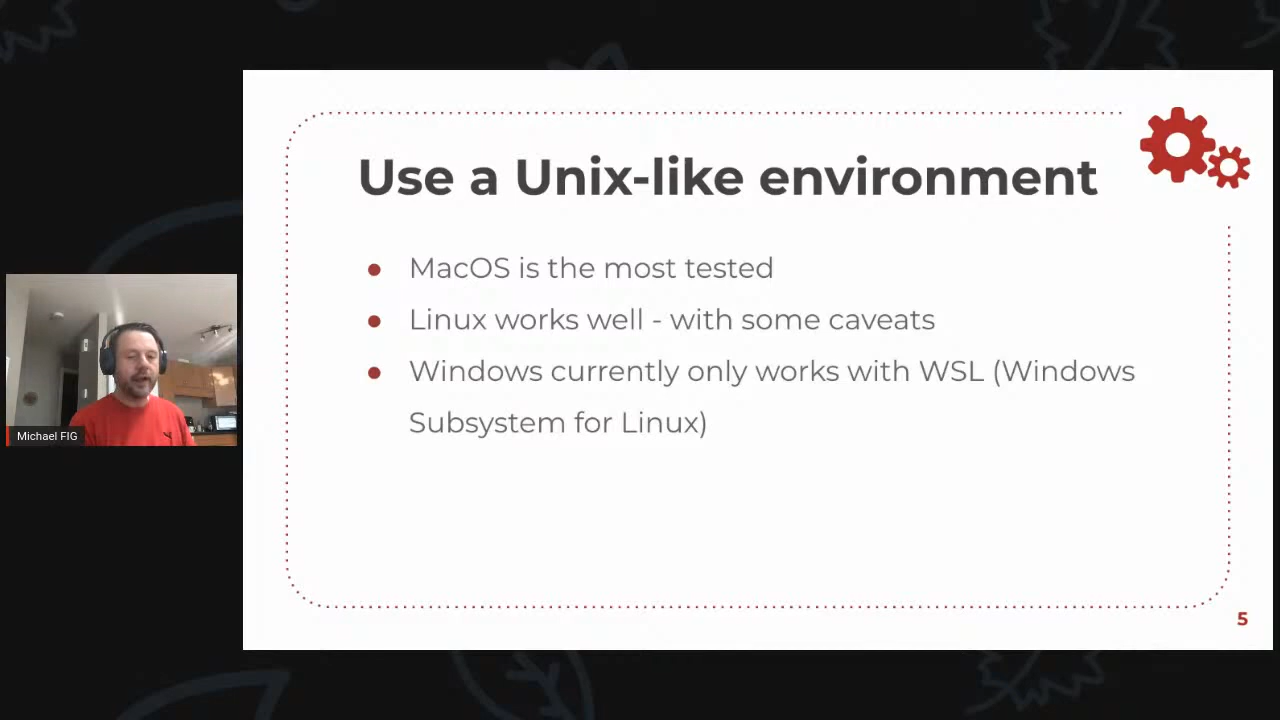 Use a Unix-like environment
● MacOS is the most tested
● Linux works well - with some caveats
● Windows currently only works with WSL (Windows
Subsystem for Linux)
Michael FIG
5